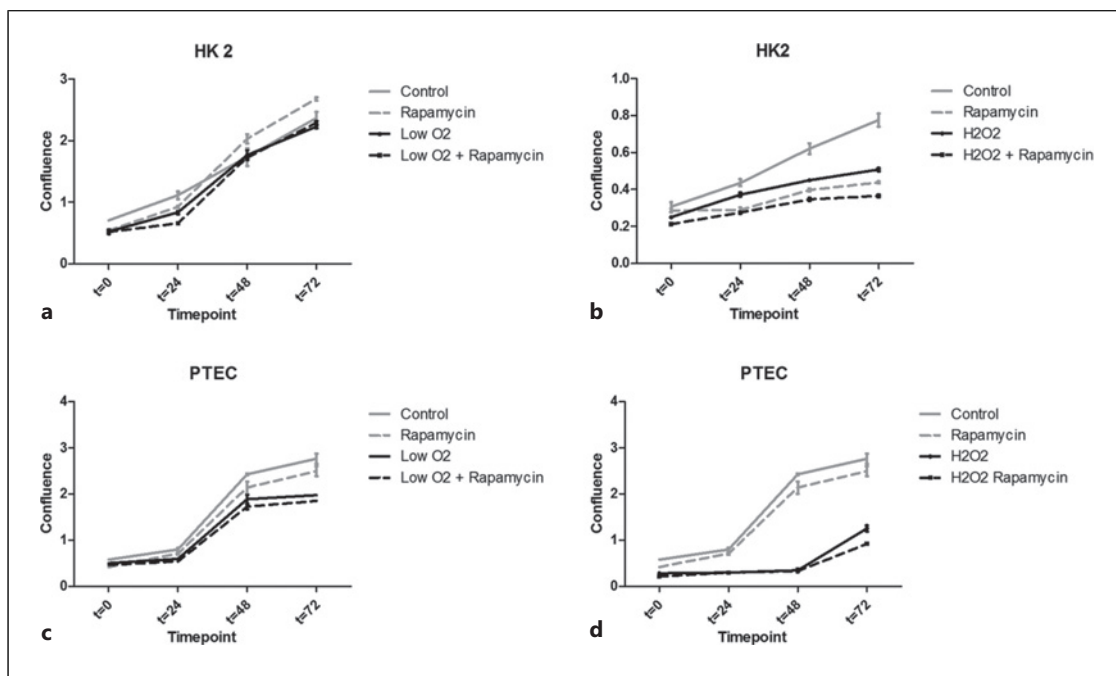 HK 2
Confluence
3
2
1
0
t=0
t=24
t=48
t=72
Timepoint
Control
Rapamycin
Low O2
Low O2 + Rapamycin
a
HK2
Confluence
1.0
0.8
0.6
0.4
0.2
0.0
t=0
t=24
t=48
t=72
Timepoint
Control
Rapamycin
H2O2
H2O2 + Rapamycin
b
PTEC
Confluence
4
3
2
1
0
t=0
t=24
t=48
t=72
Timepoint
Control
Rapamycin
Low O2
Low O2 + Rapamycin
c
PTEC
Confluence
4
3
2
1
0
t=0
t=24
t=48
t=72
Timepoint
Control
Rapamycin
H2O2
H2O2 Rapamycin
d